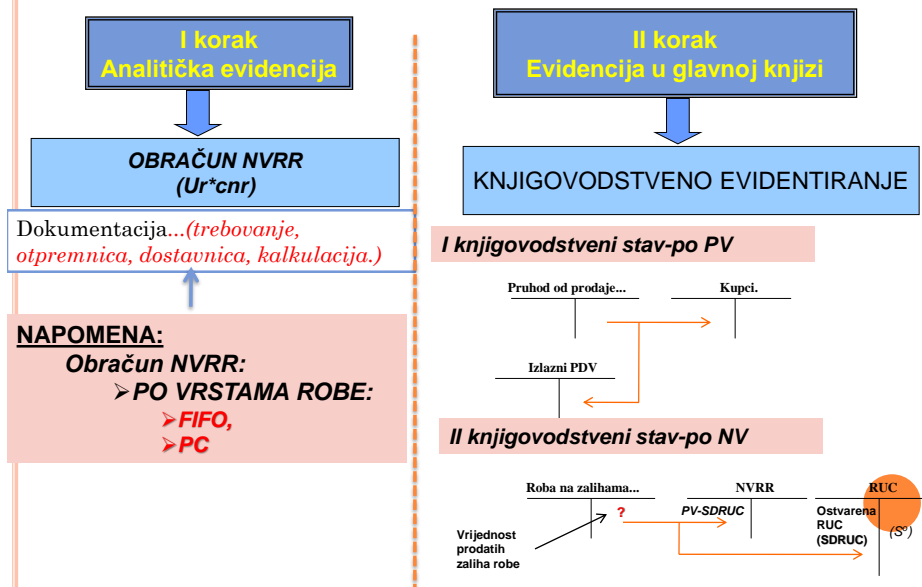 I korak
Analitička evidencija
OBRAČUN NVRR
(Ur*cnr)
Dokumentacija...(trebovanje,
otpremnica, dostavnica, kalkulacija.)
NAPOMENA:
Obračun NVRR:
➢PO VRSTAMA ROBE:
➢FIFO,
➢PC
II korak
Evidencija u glavnoj knjizi
KNJIGOVODSTVENO EVIDENTIRANJE
I knjigovodstveni stav-po PV
Pruhod od prodaje...
Kupci.
Izlazni PDV
II knjigovodstveni stav-po NV
Roba na zalihama...
NVRR
RUC
?
PV-SDRUC
Ostvarena
RUC
(SDRUC)
(S⁰)
Vrijednost
prodatih
zaliha robe